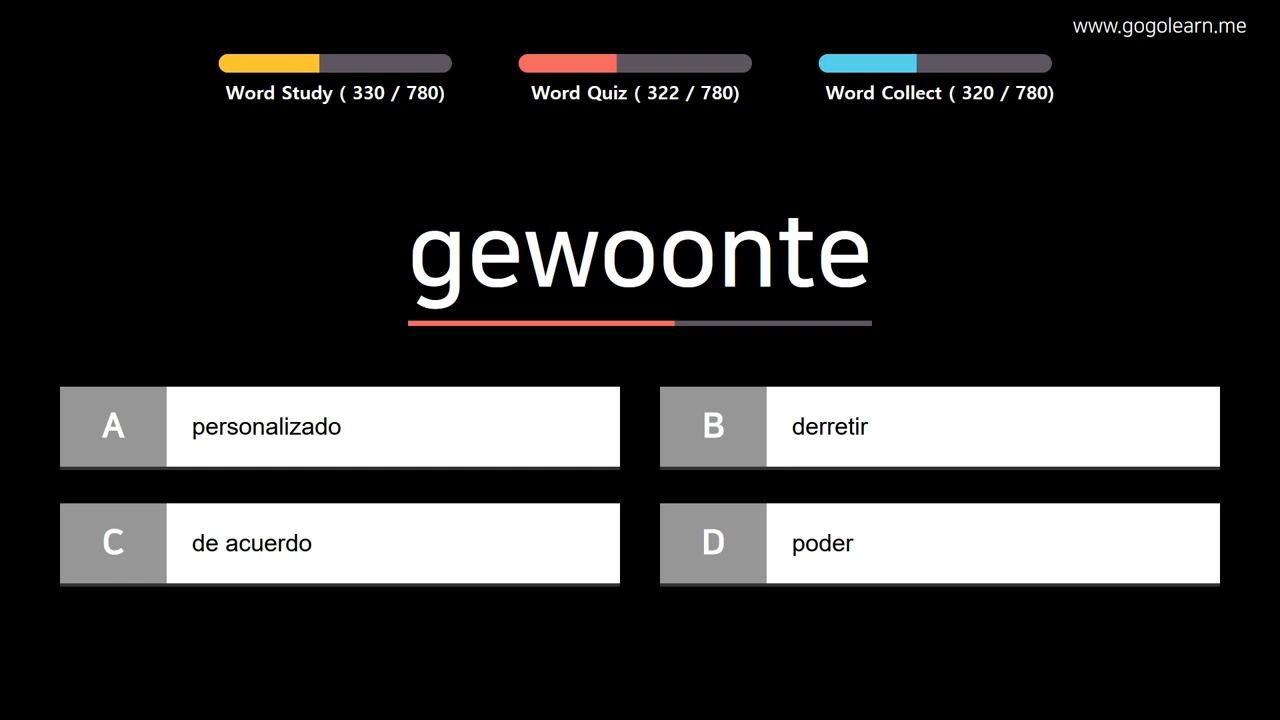 www.gogolearn.me
Word Study ( 330 / 780)
Word Quiz ( 322 / 780)
Word Collect ( 320 / 780)
gewoonte
A personalizado
B derretir
C de acuerdo
D poder